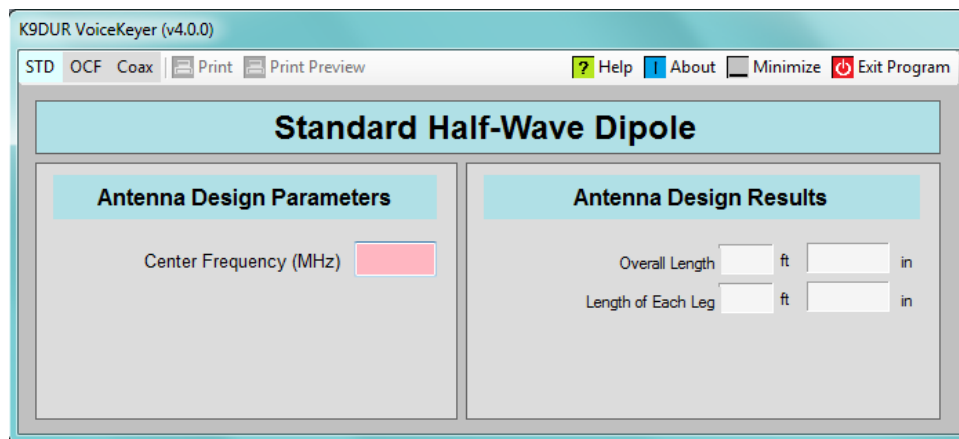 K9DUR VoiceKeyer (v4.0.0)
STD OCF Coax Print Print Preview ? Help I About Minimize Exit Program
Standard Half-Wave Dipole
Antenna Design Parameters
Center Frequency (MHz)
Antenna Design Results
Overall Length ft in
Length of Each Leg ft in